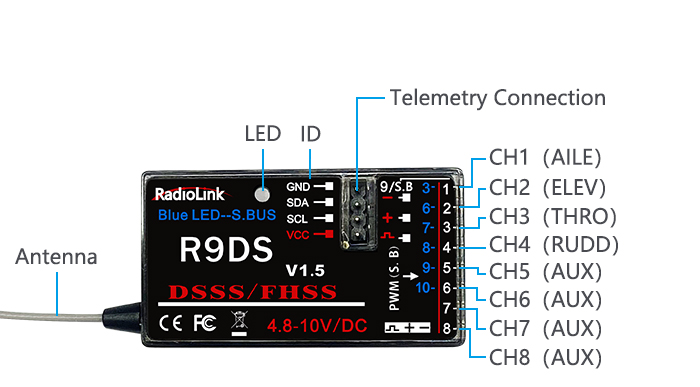 Telemetry Connection
LED ID
CH1 (AILE)
CH2 (ELEV)
CH3 (THRO)
CH4 (RUDD)
CH5 (AUX)
CH6 (AUX)
CH7 (AUX)
CH8 (AUX)
Antenna
RadioLink
Blue LED--S.BUS
R9DS
V1.5
DSSS/FHSS
CE FC 4.8-10V/DC
GND
SDA
SCL
VCC
9/S.B
- 
+
PWM(S.B)
3- 1
6- 2
7- 3
8- 4
9- 5
10- 6
7
8
+ -